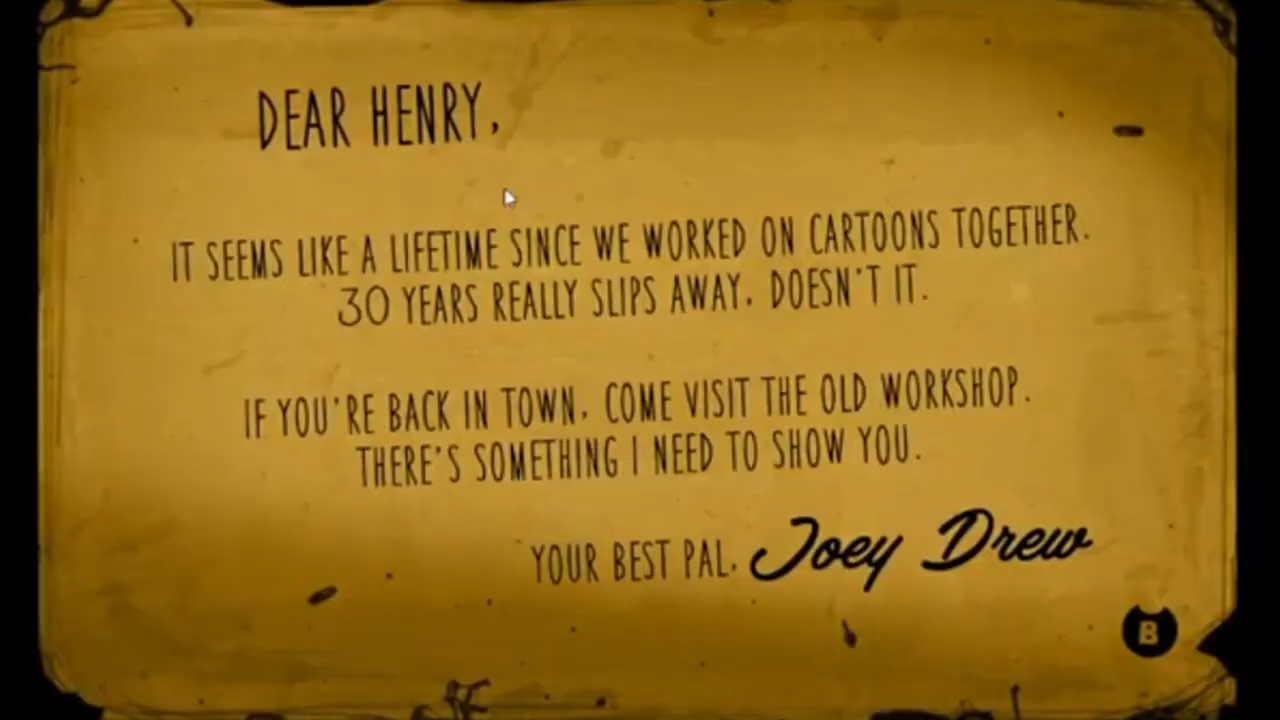 DEAR HENRY,
IT SEEMS LIKE A LIFETIME SINCE WE WORKED ON CARTOONS TOGETHER.
30 YEARS REALLY SLIPS AWAY, DOESN'T IT.
IF YOU'RE BACK IN TOWN, COME VISIT THE OLD WORKSHOP.
THERE'S SOMETHING I NEED TO SHOW YOU.
YOUR BEST PAL, Joey Drew
B